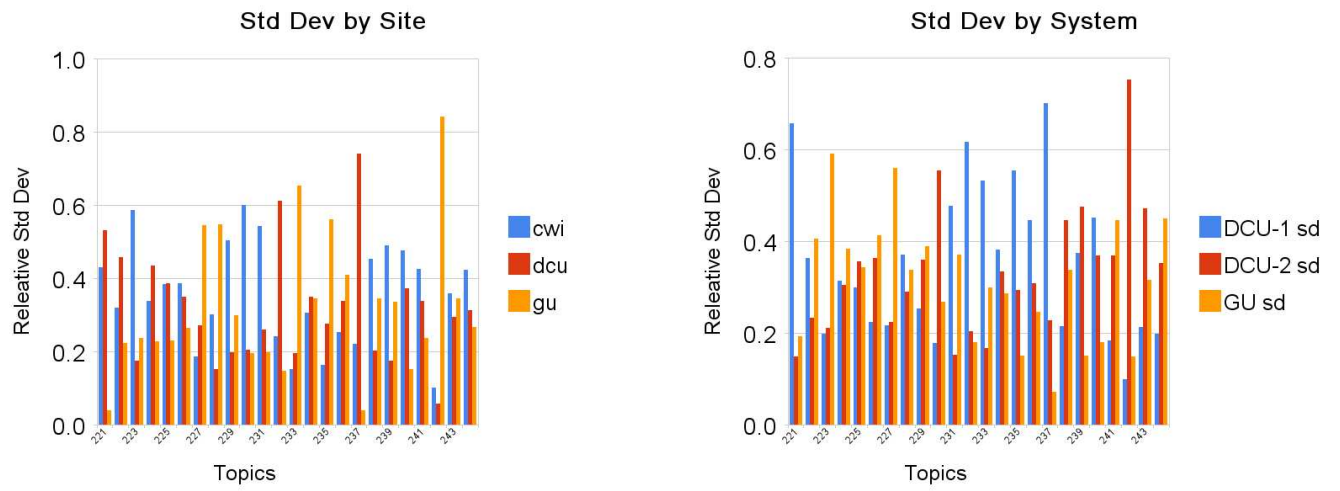 Std Dev by Site
1.0
0.8
0.6
0.4
0.2
0.0
Releative Std Dev
221
223
225
227
229
231
233
235
237
239
241
243
Topics
cwi
dcu
gu
Std Dev by System
0.8
0.6
0.4
0.2
0.0
Releative Std Dev
221
223
225
227
229
231
233
235
237
239
241
243
Topics
DCU-1 sd
DCU-2 sd
GU sd